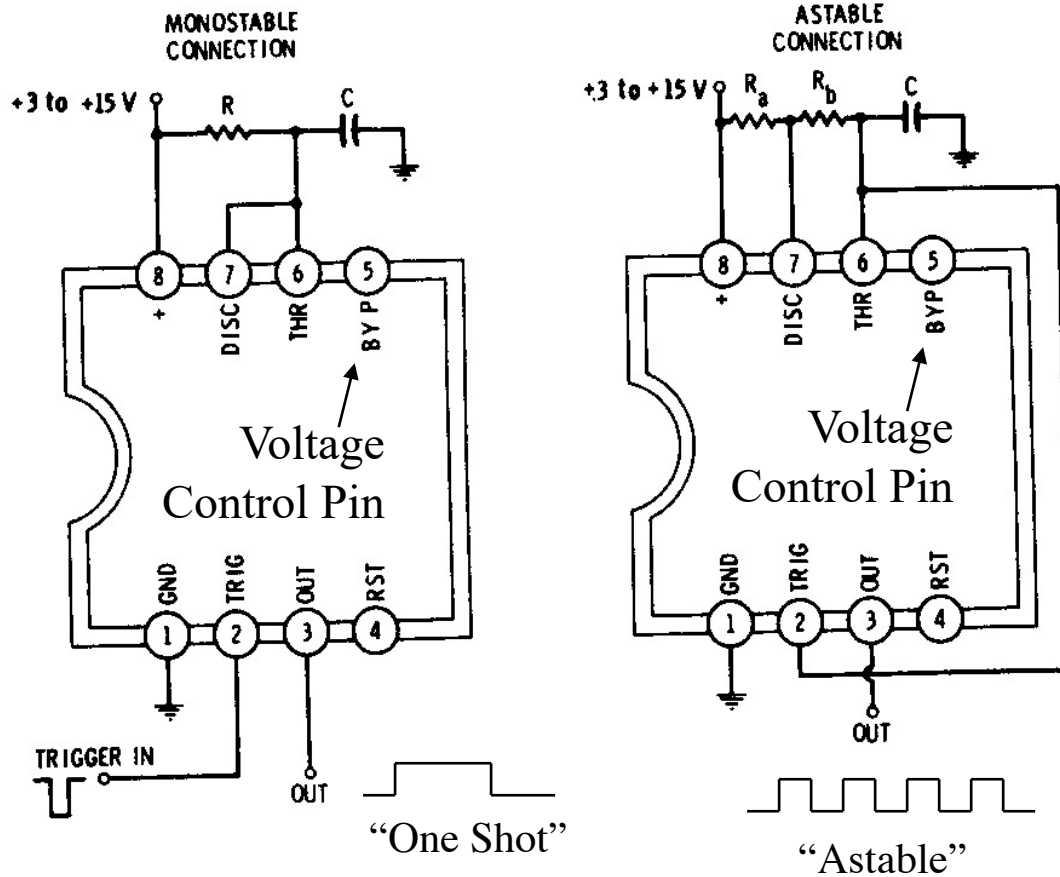 MONOSTABLE
CONNECTION
+3 to +15 V
R
C
8
7
6
5
+
DISC
THR
BYP
Voltage
Control Pin
GND
TRIG
OUT
RST
1
2
3
4
TRIGGER IN
OUT
“One Shot”
ASTABLE
CONNECTION
+3 to +15 V
Ra
Rb
C
8
7
6
5
+
DISC
THR
BYP
Voltage
Control Pin
GND
TRIG
OUT
RST
1
2
3
4
OUT
“Astable”